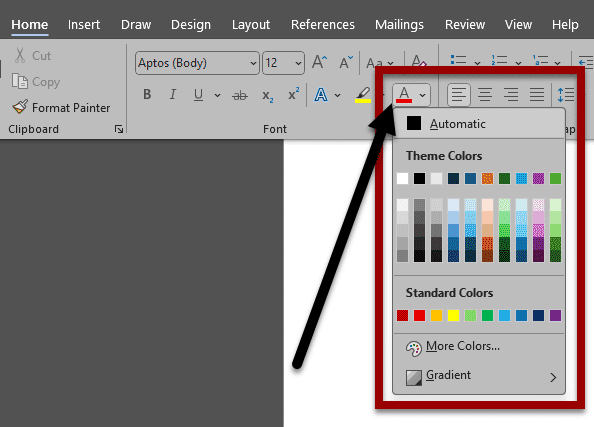 Home Insert Draw Design Layout References Mailings Review View Help
Cut
Copy
Format Painter
Clipboard
Aptos (Body) 12 A A Aa A
B I U ab x2 x2 A A
Font
Automatic
Theme Colors
Standard Colors
More Colors...
Gradient